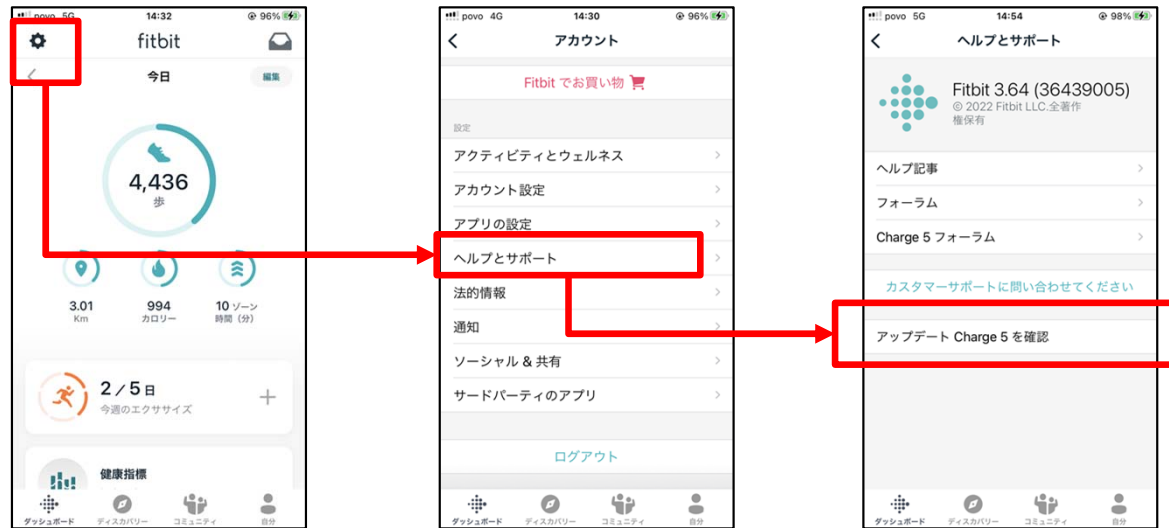 povo 5G 14:32 96%
fitbit
今日
編集
4,436
歩
3.01
Km
994
カロリー
10 ゾーン
時間 (分)
2 / 5 日
今週のエクササイズ
健康指標
ダッシュボード
ディスカバリー
コミュニティ
自分
povo 4G 14:30 96%
アカウント
Fitbit でお買い物
設定
アクティビティとウェルネス
アカウント設定
アプリの設定
ヘルプとサポート
法的情報
通知
ソーシャル & 共有
サードパーティのアプリ
ログアウト
ダッシュボード
ディスカバリー
コミュニティ
自分
povo 5G 14:54 98%
ヘルプとサポート
Fitbit 3.64 (36439005)
© 2022 Fitbit LLC.全著作
権保有
ヘルプ記事
フォーラム
Charge 5 フォーラム
カスタマーサポートに問い合わせてください
アップデート Charge 5 を確認
ダッシュボード
ディスカバリー
コミュニティ
自分